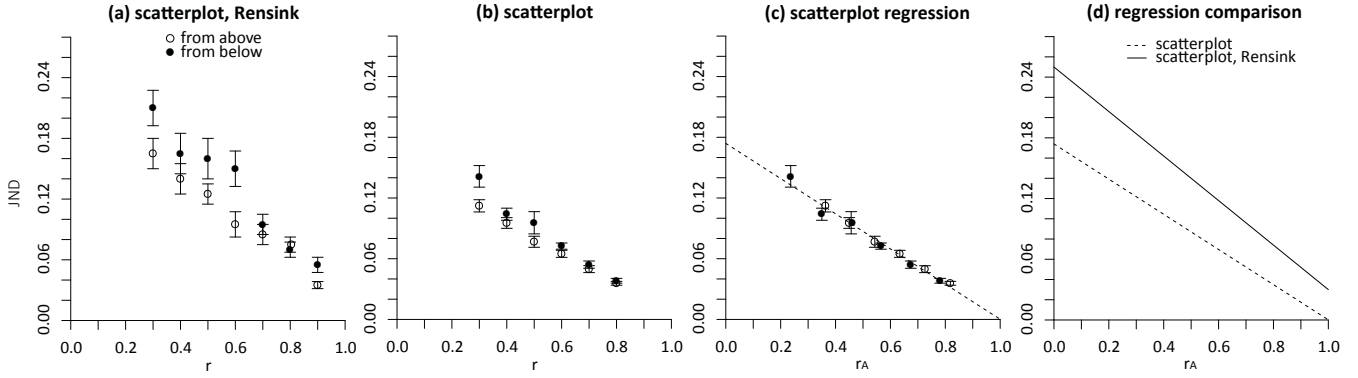 (a) scatterplot, Rensink
from above
from below
JND
0.00 0.06 0.12 0.18 0.24
0.0 0.2 0.4 0.6 0.8 1.0
r
(b) scatterplot
0.00 0.06 0.12 0.18 0.24
0.0 0.2 0.4 0.6 0.8 1.0
r
(c) scatterplot regression
0.00 0.06 0.12 0.18 0.24
0.0 0.2 0.4 0.6 0.8 1.0
rA
(d) regression comparison
scatterplot
scatterplot, Rensink
0.00 0.06 0.12 0.18 0.24
0.0 0.2 0.4 0.6 0.8 1.0
rA